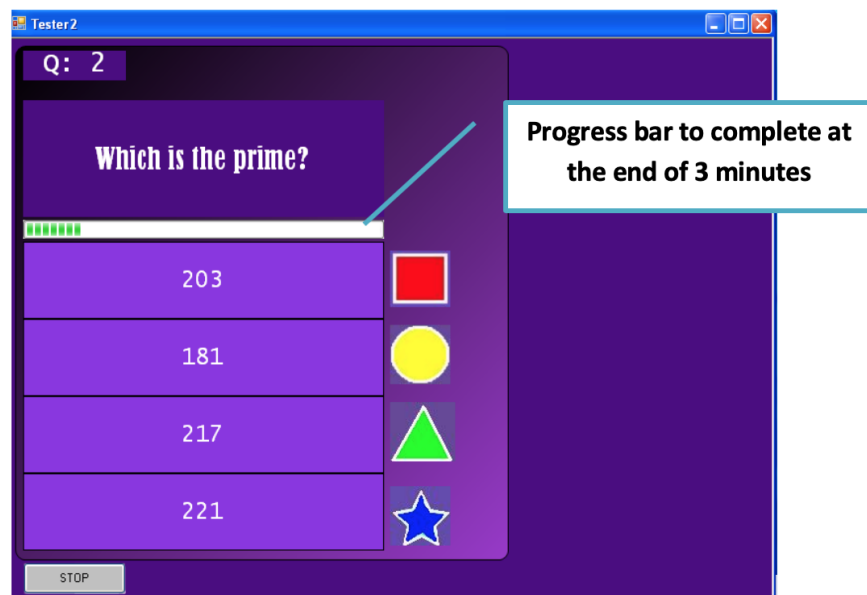 Tester2
Q: 2
Which is the prime?
Progress bar to complete at
the end of 3 minutes
203
181
217
221
STOP